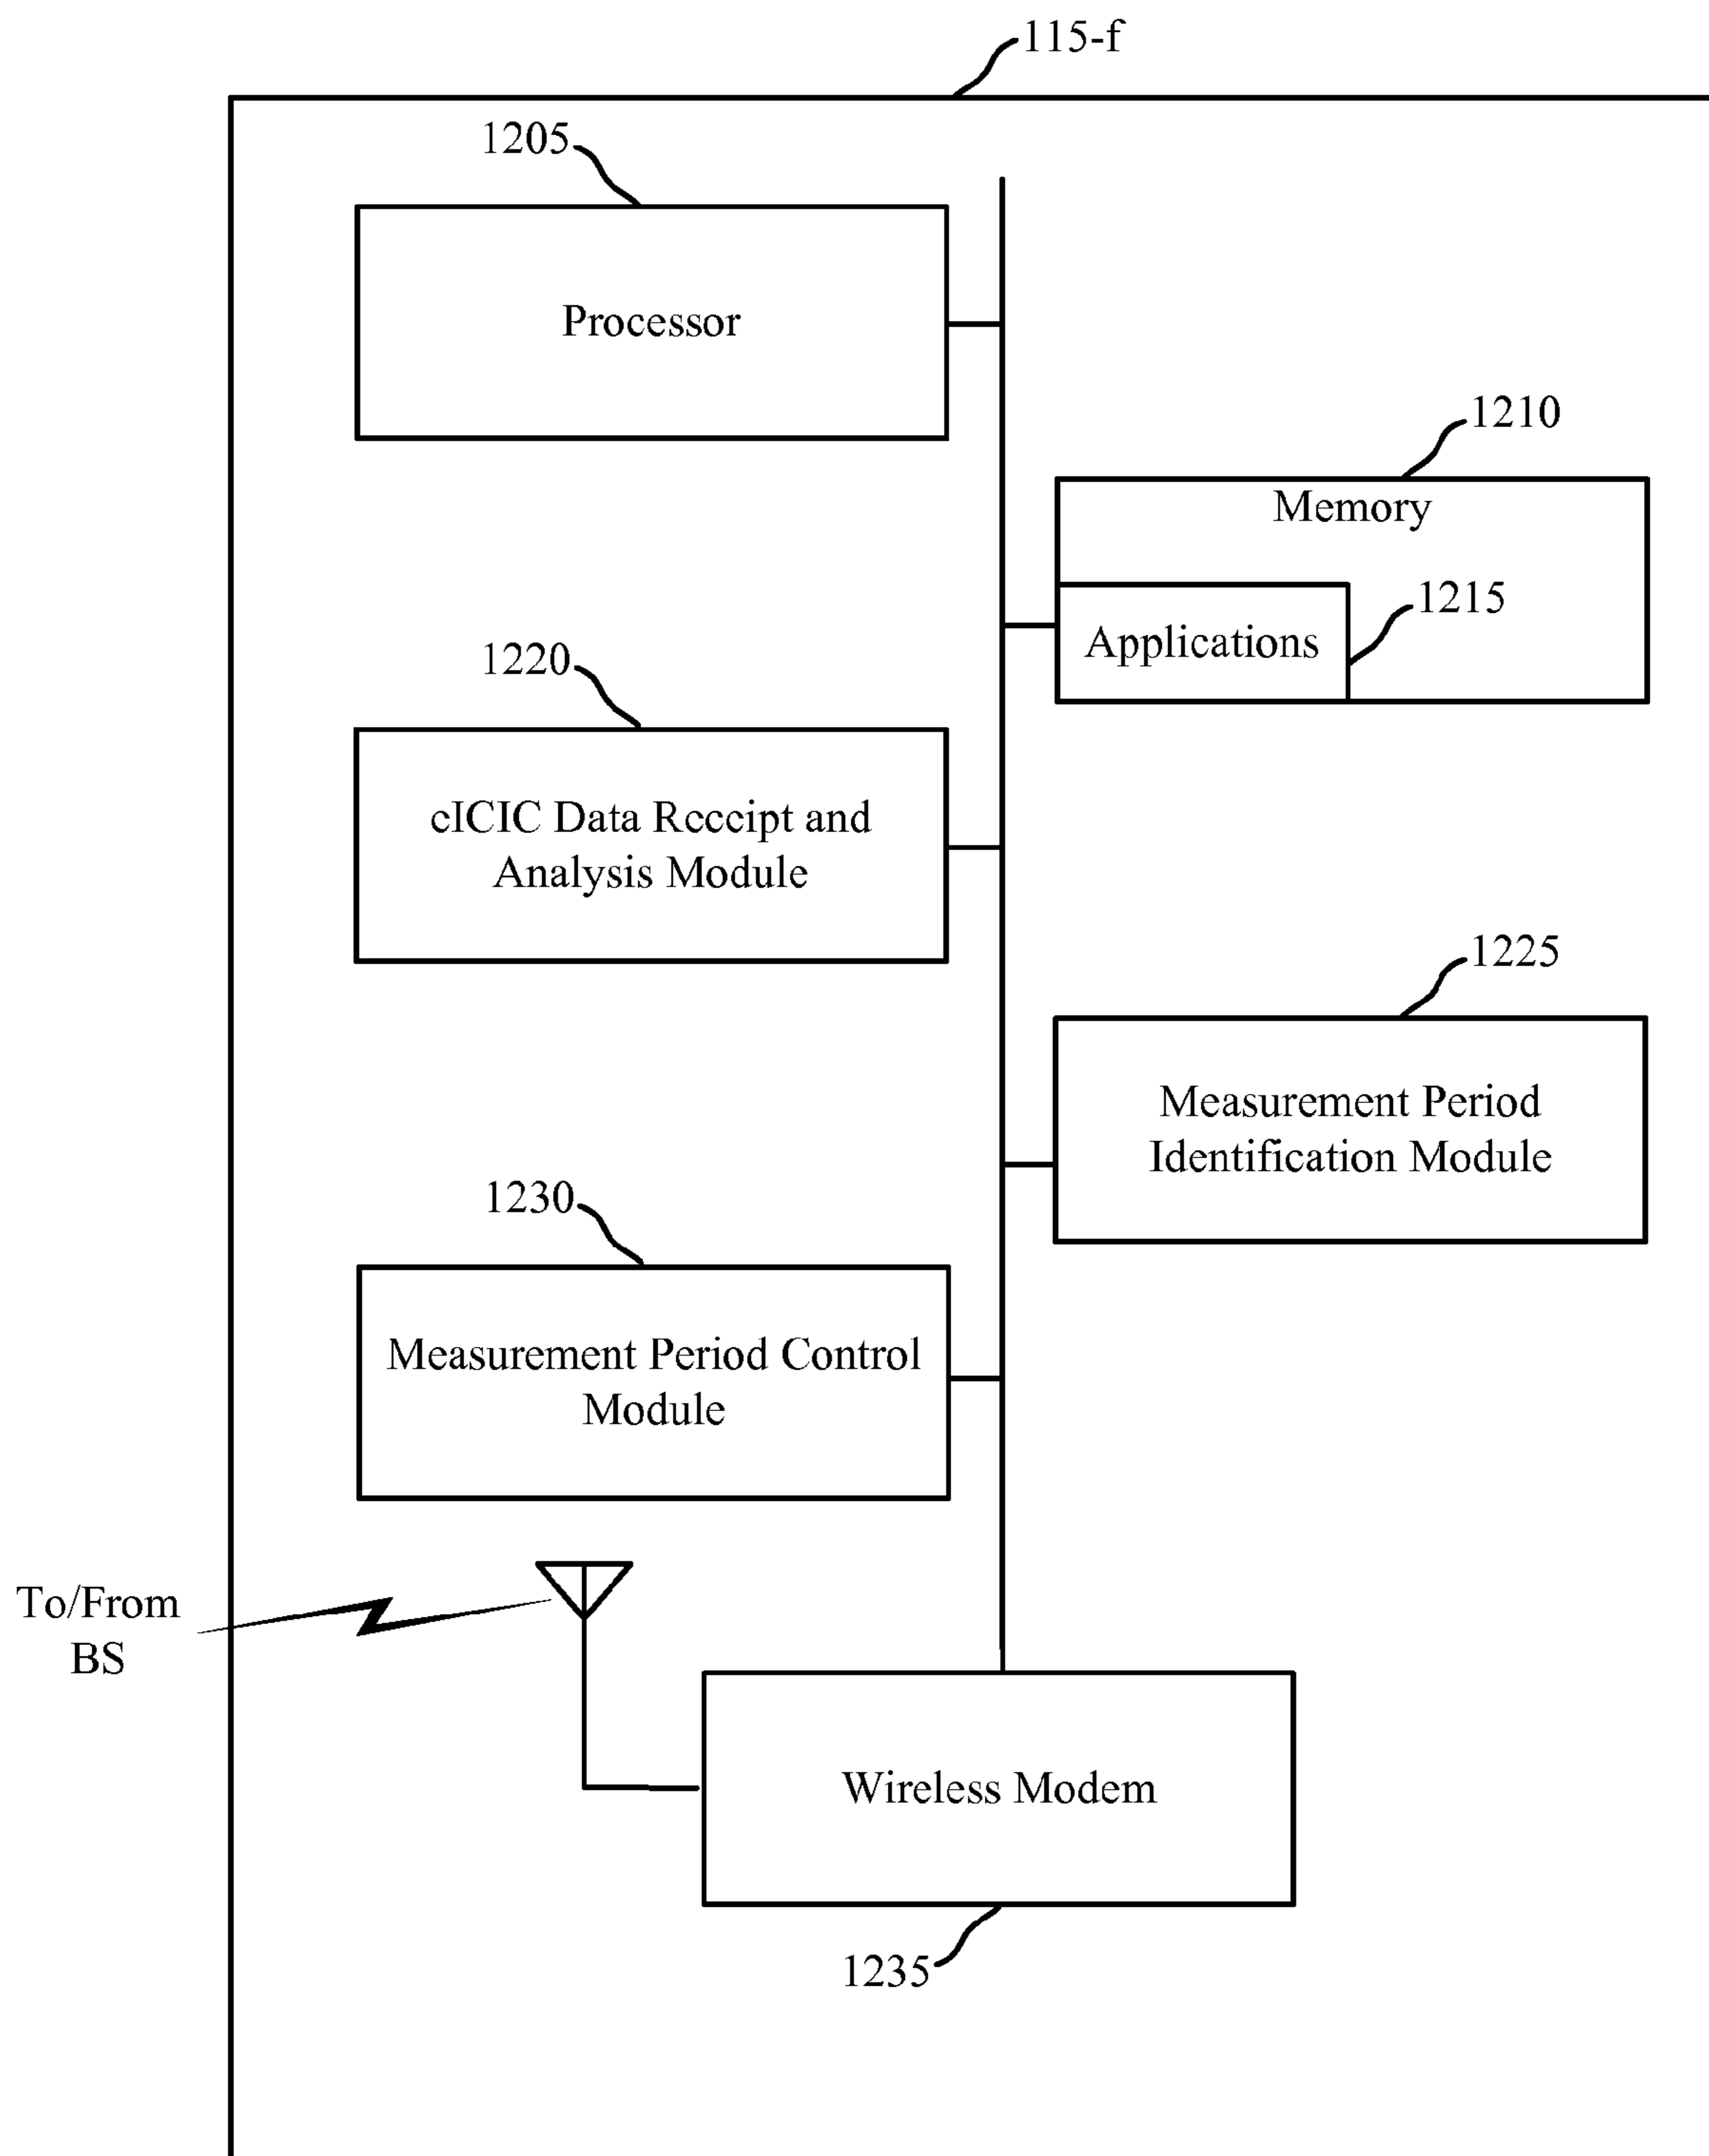 115-f
1205
Processor
1210
Memory
1215
Applications
1220
cICIC Data Rcccipt and
Analysis Module
1225
Measurement Period
Identification Module
1230
Measurement Period Control
Module
To/From
BS
Wireless Modem
1235